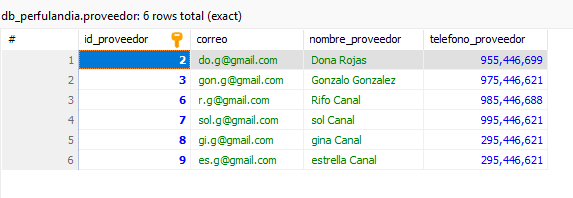 db_perfulandia.proveedor: 6 rows total (exact)
# id_proveedor correo nombre_proveedor telefono_proveedor
1 2 do.g@gmail.com Dona Rojas 955,446,699
2 3 gon.g@gmail.com Gonzalo Gonzalez 975,446,621
3 6 r.g@gmail.com Rifo Canal 985,446,688
4 7 sol.g@gmail.com sol Canal 995,446,621
5 8 gi.g@gmail.com gina Canal 295,446,621
6 9 es.g@gmail.com estrella Canal 295,446,621